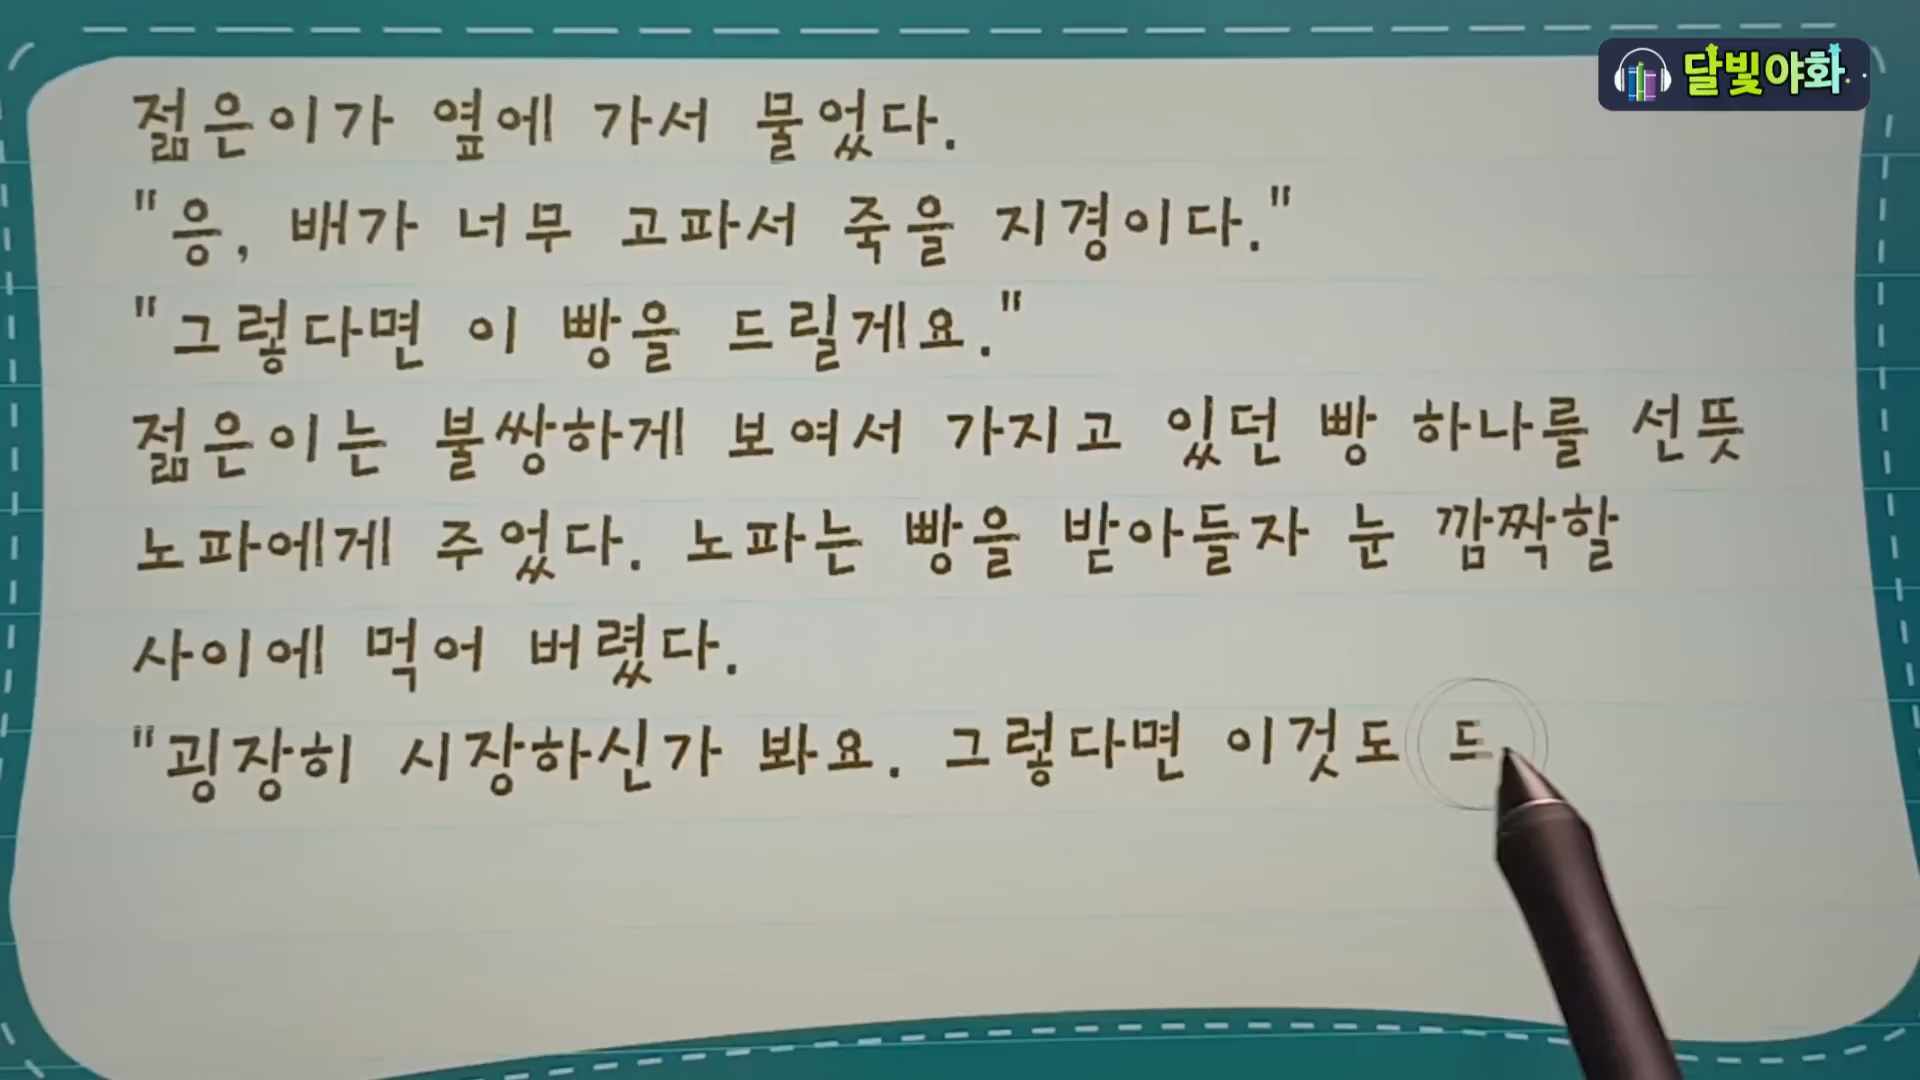 달빛야화
젊은이가 옆에 가서 물었다.
"응, 배가 너무 고파서 죽을 지경이다."
"그렇다면 이 빵을 드릴게요."
젊은이는 불쌍하게 보여서 가지고 있던 빵 하나를 선뜻
노파에게 주었다. 노파는 빵을 받아들자 눈 깜짝할
사이에 먹어 버렸다.
"굉장히 시장하신가 봐요. 그렇다면 이것도 드